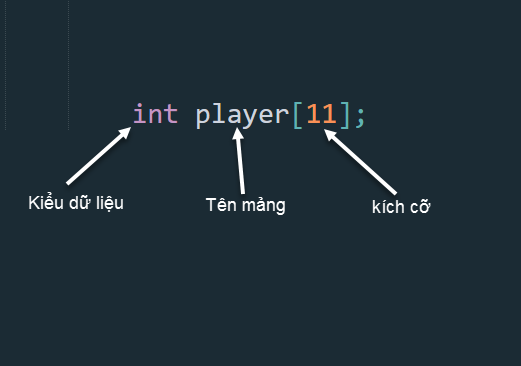 int player[11];
Kiểu dữ liệu
Tên mảng
kích cỡ